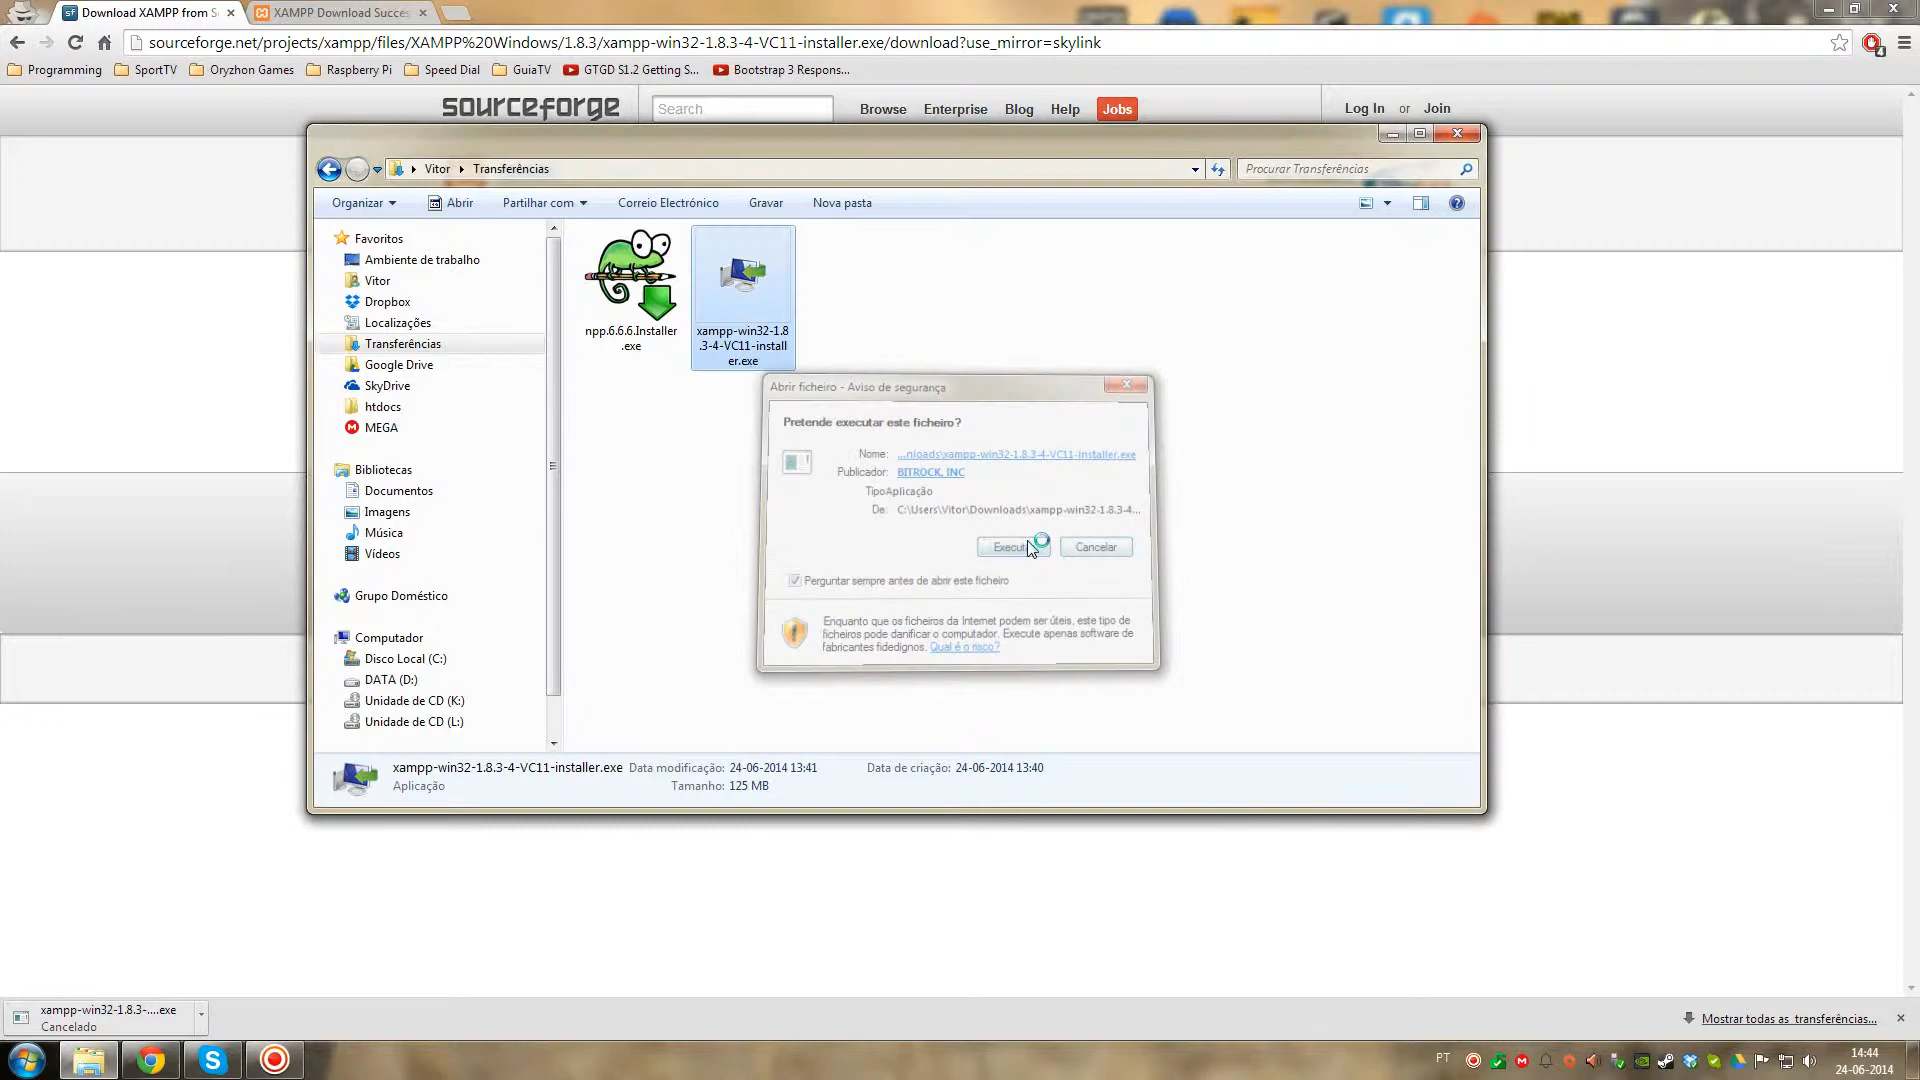 Download XAMPP from S
XAMPP Download Succes
sourceforge.net/projects/xampp/files/XAMPP%20Windows/1.8.3/xampp-win32-1.8.3-4-VC11-installer.exe/download?use_mirror=skylink
4
Programming
SportTV
Oryzhon Games
Raspberry Pi
Speed Dial
GuiaTV
GTGD S1.2 Getting S...
Bootstrap 3 Respons...
sourceforge
Search
Browse
Enterprise
Blog
Help
Jobs
Log In or Join
Vitor
Transferências
Procurar Transferências
Organizar
Abrir
Partilhar com
Correio Electrónico
Gravar
Nova pasta
Favoritos
Ambiente de trabalho
Vitor
Dropbox
Localizações
Transferências
Google Drive
SkyDrive
htdocs
MEGA
Bibliotecas
Documentos
Imagens
Música
Vídeos
Grupo Doméstico
Computador
Disco Local (C:)
DATA (D:)
Unidade de CD (K:)
Unidade de CD (L:)
npp.6.6.6.Installer
.exe
xampp-win32-1.8
.3-4-VC11-install
er.exe
Abrir ficheiro - Aviso de segurança
Pretende executar este ficheiro?
Nome: ...nloads\xampp-win32-1.8.3-4-VC11-installer.exe
Publicador: BITROCK, INC
TipoAplicação
De: C:\Users\Vitor\Downloads\xampp-win32-1.8.3-4...
Cancelar
Perguntar sempre antes de abrir este ficheiro
Enquanto que os ficheiros da Internet podem ser úteis, este tipo de
ficheiros pode danificar o computador. Execute apenas software de
fabricantes fidedignos. Qual é o risco?
xampp-win32-1.8.3-4-VC11-installer.exe Data modificação: 24-06-2014 13:41 Data de criação: 24-06-2014 13:40
Aplicação Tamanho: 125 MB
xampp-win32-1.8.3-....exe
Cancelado
Mostrar todas as transferências...
PT
14:44
24-06-2014